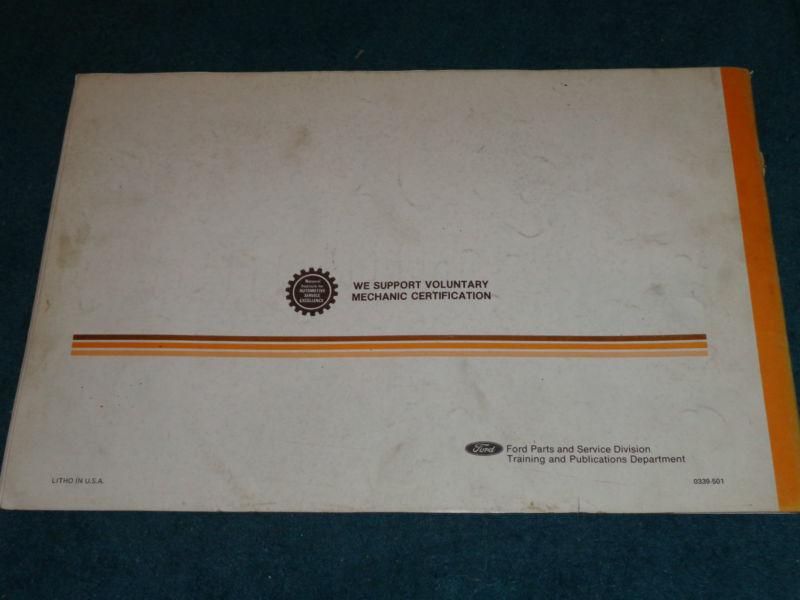 National
Institute for
AUTOMOTIVE
SERVICE
EXCELLENCE
WE SUPPORT VOLUNTARY
MECHANIC CERTIFICATION
Ford
Ford Parts and Service Division
Training and Publications Department
LITHO IN U.S.A.
0339-501